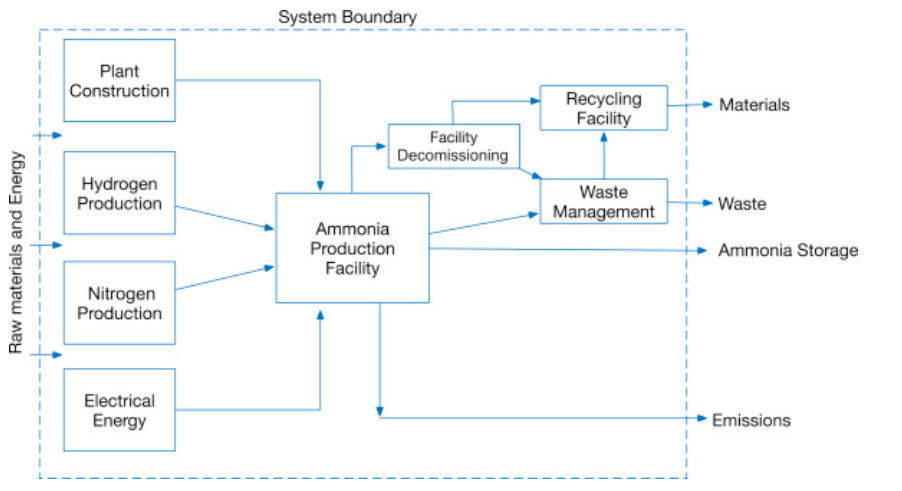 System Boundary
Plant
Construction
Recycling
Facility
Materials
Facility
Decomissioning
Raw materials and Energy
Hydrogen
Production
Waste
Management
Waste
Ammonia
Production
Facility
Ammonia Storage
Nitrogen
Production
Electrical
Energy
Emissions